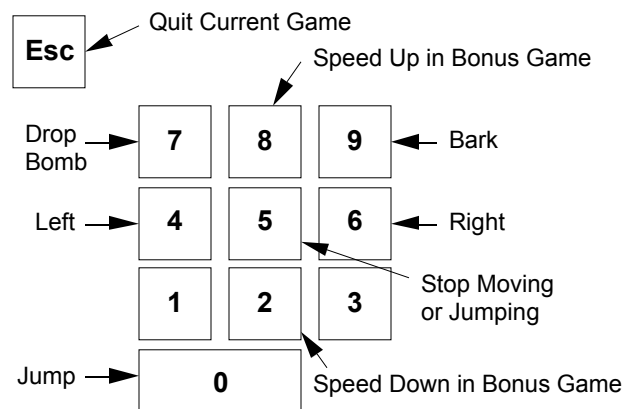 Quit Current Game
Esc
Speed Up in Bonus Game
Drop
Bomb
7
8
9
Bark
Left
4
5
6
Right
Stop Moving
or Jumping
1
2
3
Jump
0
Speed Down in Bonus Game